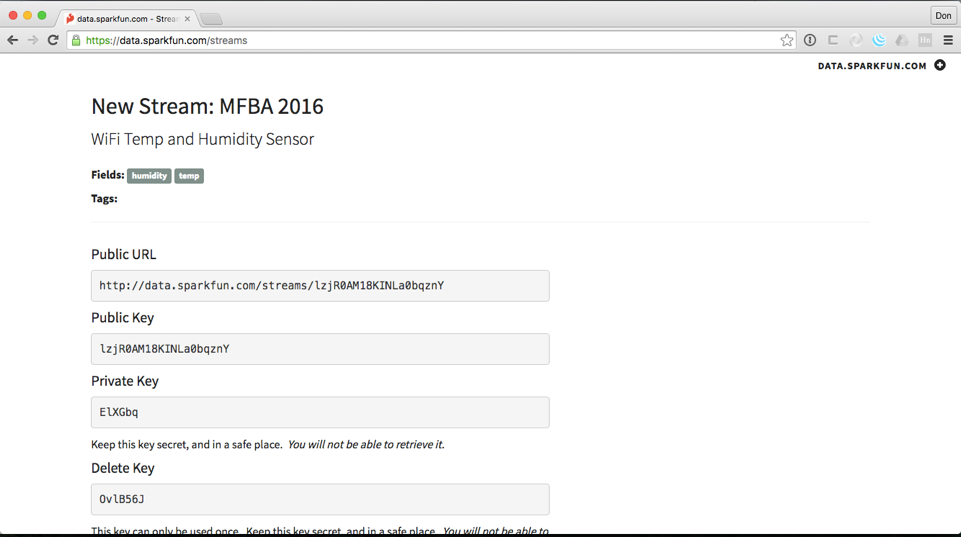 data.sparkfun.com – Strea
Don
https://data.sparkfun.com/streams
DATA.SPARKFUN.COM
New Stream: MFBA 2016
WiFi Temp and Humidity Sensor
Fields: humidity temp
Tags:
Public URL
http://data.sparkfun.com/streams/lzjR0AM18KINLa0bqznY
Public Key
lzjR0AM18KINLa0bqznY
Private Key
ElXGbq
Keep this key secret, and in a safe place. You will not be able to retrieve it.
Delete Key
OvlB56J
This key can only be used once. Keep this key secret, and in a safe place. You will not be able to